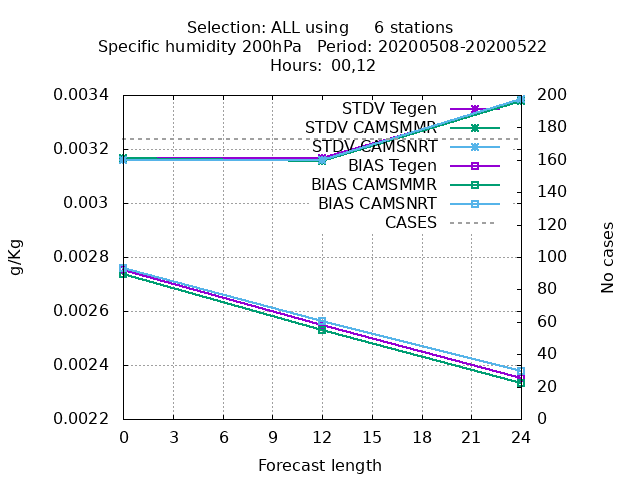 Selection: ALL using     6 stations
Specific humidity 200hPa   Period: 20200508-20200522
Hours: 00,12
0.0034
0.0032
0.003
0.0028
0.0026
0.0024
0.0022
g/Kg
STDV Tegen
STDV CAMSMMR
STDV CAMSNRT
BIAS Tegen
BIAS CAMSMMR
BIAS CAMSNRT
CASES
200
180
160
140
120
100
80
60
40
20
0
No cases
0 3 6 9 12 15 18 21 24
Forecast length